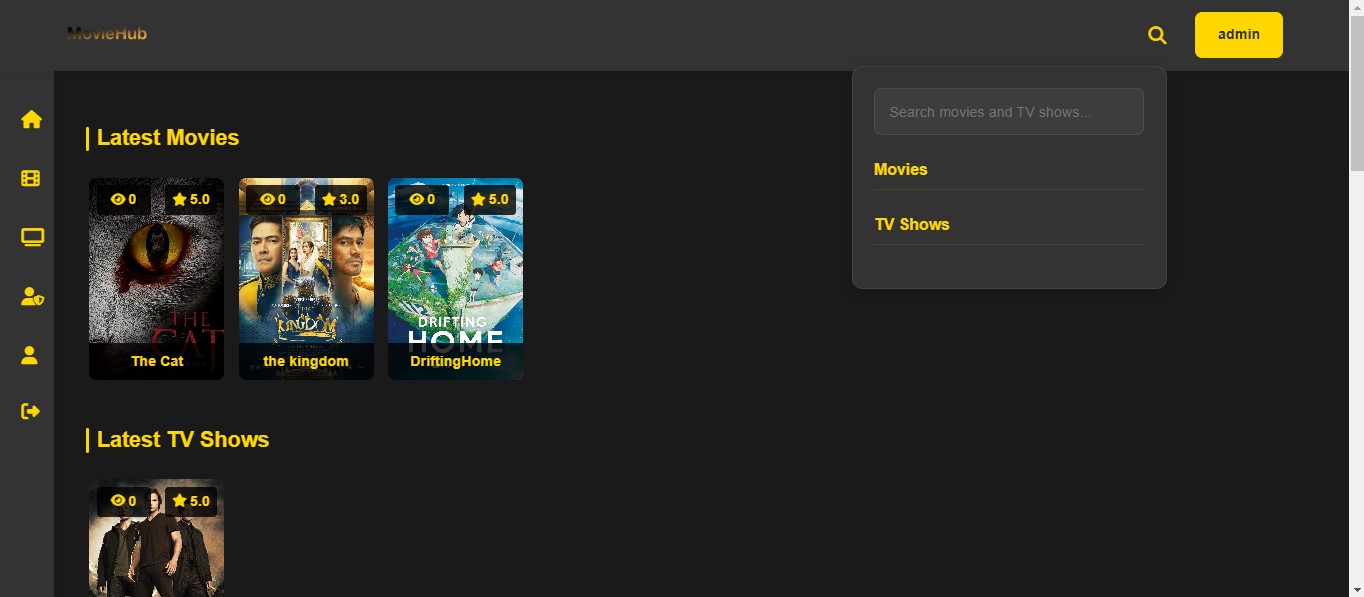 MovieHub
admin
Search movies and TV shows...
Movies
TV Shows
Latest Movies
0 5.0
THE
CAT
The Cat
0 3.0
THE
KINGDOM
the kingdom
0 5.0
DRIFTING
HOME
DriftingHome
Latest TV Shows
0 5.0